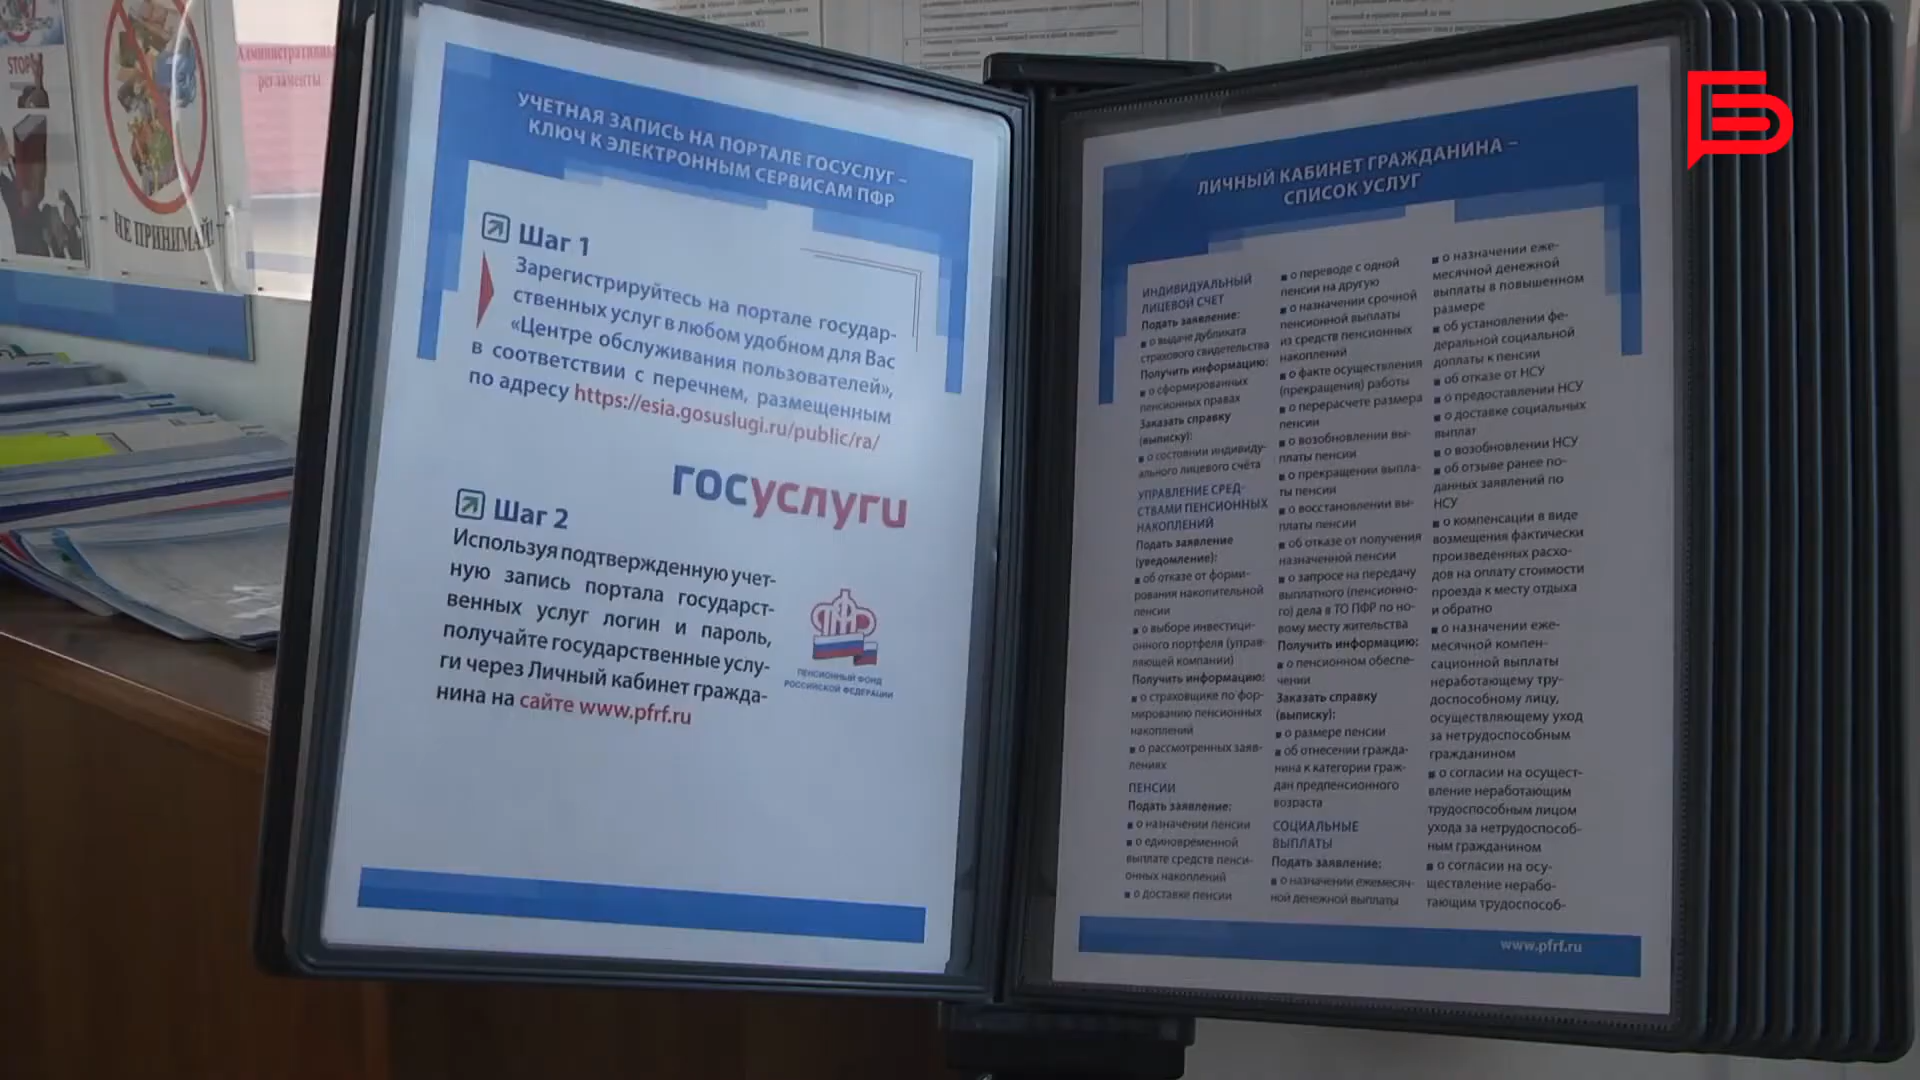 STOP
НЕ ПРИНИМАЙ!
Административные
регламенты
УЧЕТНАЯ ЗАПИСЬ НА ПОРТАЛЕ ГОСУСЛУГ –
КЛЮЧ К ЭЛЕКТРОННЫМ СЕРВИСАМ ПФР
Шаг 1
Зарегистрируйтесь на портале государ-
ственных услуг в любом удобном для Вас
«Центре обслуживания пользователей»,
в соответствии с перечнем, размещенным
по адресу https://esia.gosuslugi.ru/public/ra/
госуслуги
Шаг 2
Используя подтвержденную учет-
ную запись портала государст-
венных услуг логин и пароль,
получайте государственные услу-
ги через Личный кабинет гражда-
нина на сайте www.pfrf.ru
ПЕНСИОННЫЙ ФОНД
РОССИЙСКОЙ ФЕДЕРАЦИИ
ЛИЧНЫЙ КАБИНЕТ ГРАЖДАНИНА –
СПИСОК УСЛУГ
ИНДИВИДУАЛЬНЫЙ
ЛИЦЕВОЙ СЧЕТ
Подать заявление:
■ о выдаче дубликата
страхового свидетельства
Получить информацию:
■ о сформированных
пенсионных правах
Заказать справку
(выписку):
■ о состоянии индивиду-
ального лицевого счёта
УПРАВЛЕНИЕ СРЕД-
СТВАМИ ПЕНСИОННЫХ
НАКОПЛЕНИЙ
Подать заявление
(уведомление):
■ об отказе от форми-
рования накопительной
пенсии
■ о выборе инвестици-
онного портфеля (управ-
ляющей компании)
Получить информацию:
■ о страховщике по фор-
мированию пенсионных
накоплений
■ о рассмотренных заяв-
лениях
ПЕНСИИ
Подать заявление:
■ о назначении пенсии
■ о единовременной
выплате средств пенси-
онных накоплений
■ о доставке пенсии
■ о переводе с одной
пенсии на другую
■ о назначении срочной
пенсионной выплаты
из средств пенсионных
накоплений
■ о факте осуществления
(прекращения) работы
■ о перерасчете размера
пенсии
■ о возобновлении вы-
платы пенсии
■ о прекращении выпла-
ты пенсии
■ о восстановлении вы-
платы пенсии
■ об отказе от получения
назначенной пенсии
■ о запросе на передачу
выплатного (пенсионно-
го) дела в ТО ПФР по но-
вому месту жительства
Получить информацию:
■ о пенсионном обеспе-
чении
Заказать справку
(выписку):
■ о размере пенсии
■ об отнесении гражда-
нина к категории граж-
дан предпенсионного
возраста
СОЦИАЛЬНЫЕ
ВЫПЛАТЫ
Подать заявление:
■ о назначении ежемесяч-
ной денежной выплаты
■ о назначении еже-
месячной денежной
выплаты в повышенном
размере
■ об установлении фе-
деральной социальной
доплаты к пенсии
■ об отказе от НСУ
■ о предоставлении НСУ
■ о доставке социальных
выплат
■ о возобновлении НСУ
■ об отзыве ранее по-
данных заявлений по
НСУ
■ о компенсации в виде
возмещения фактически
произведенных расхо-
дов на оплату стоимости
проезда к месту отдыха
и обратно
■ о назначении еже-
месячной компен-
сационной выплаты
неработающему тру-
доспособному лицу,
осуществляющему уход
за нетрудоспособным
гражданином
■ о согласии на осущест-
вление неработающим
трудоспособным лицом
ухода за нетрудоспособ-
ным гражданином
■ о согласии на осу-
ществление нерабо-
тающим трудоспособ-
www.pfrf.ru